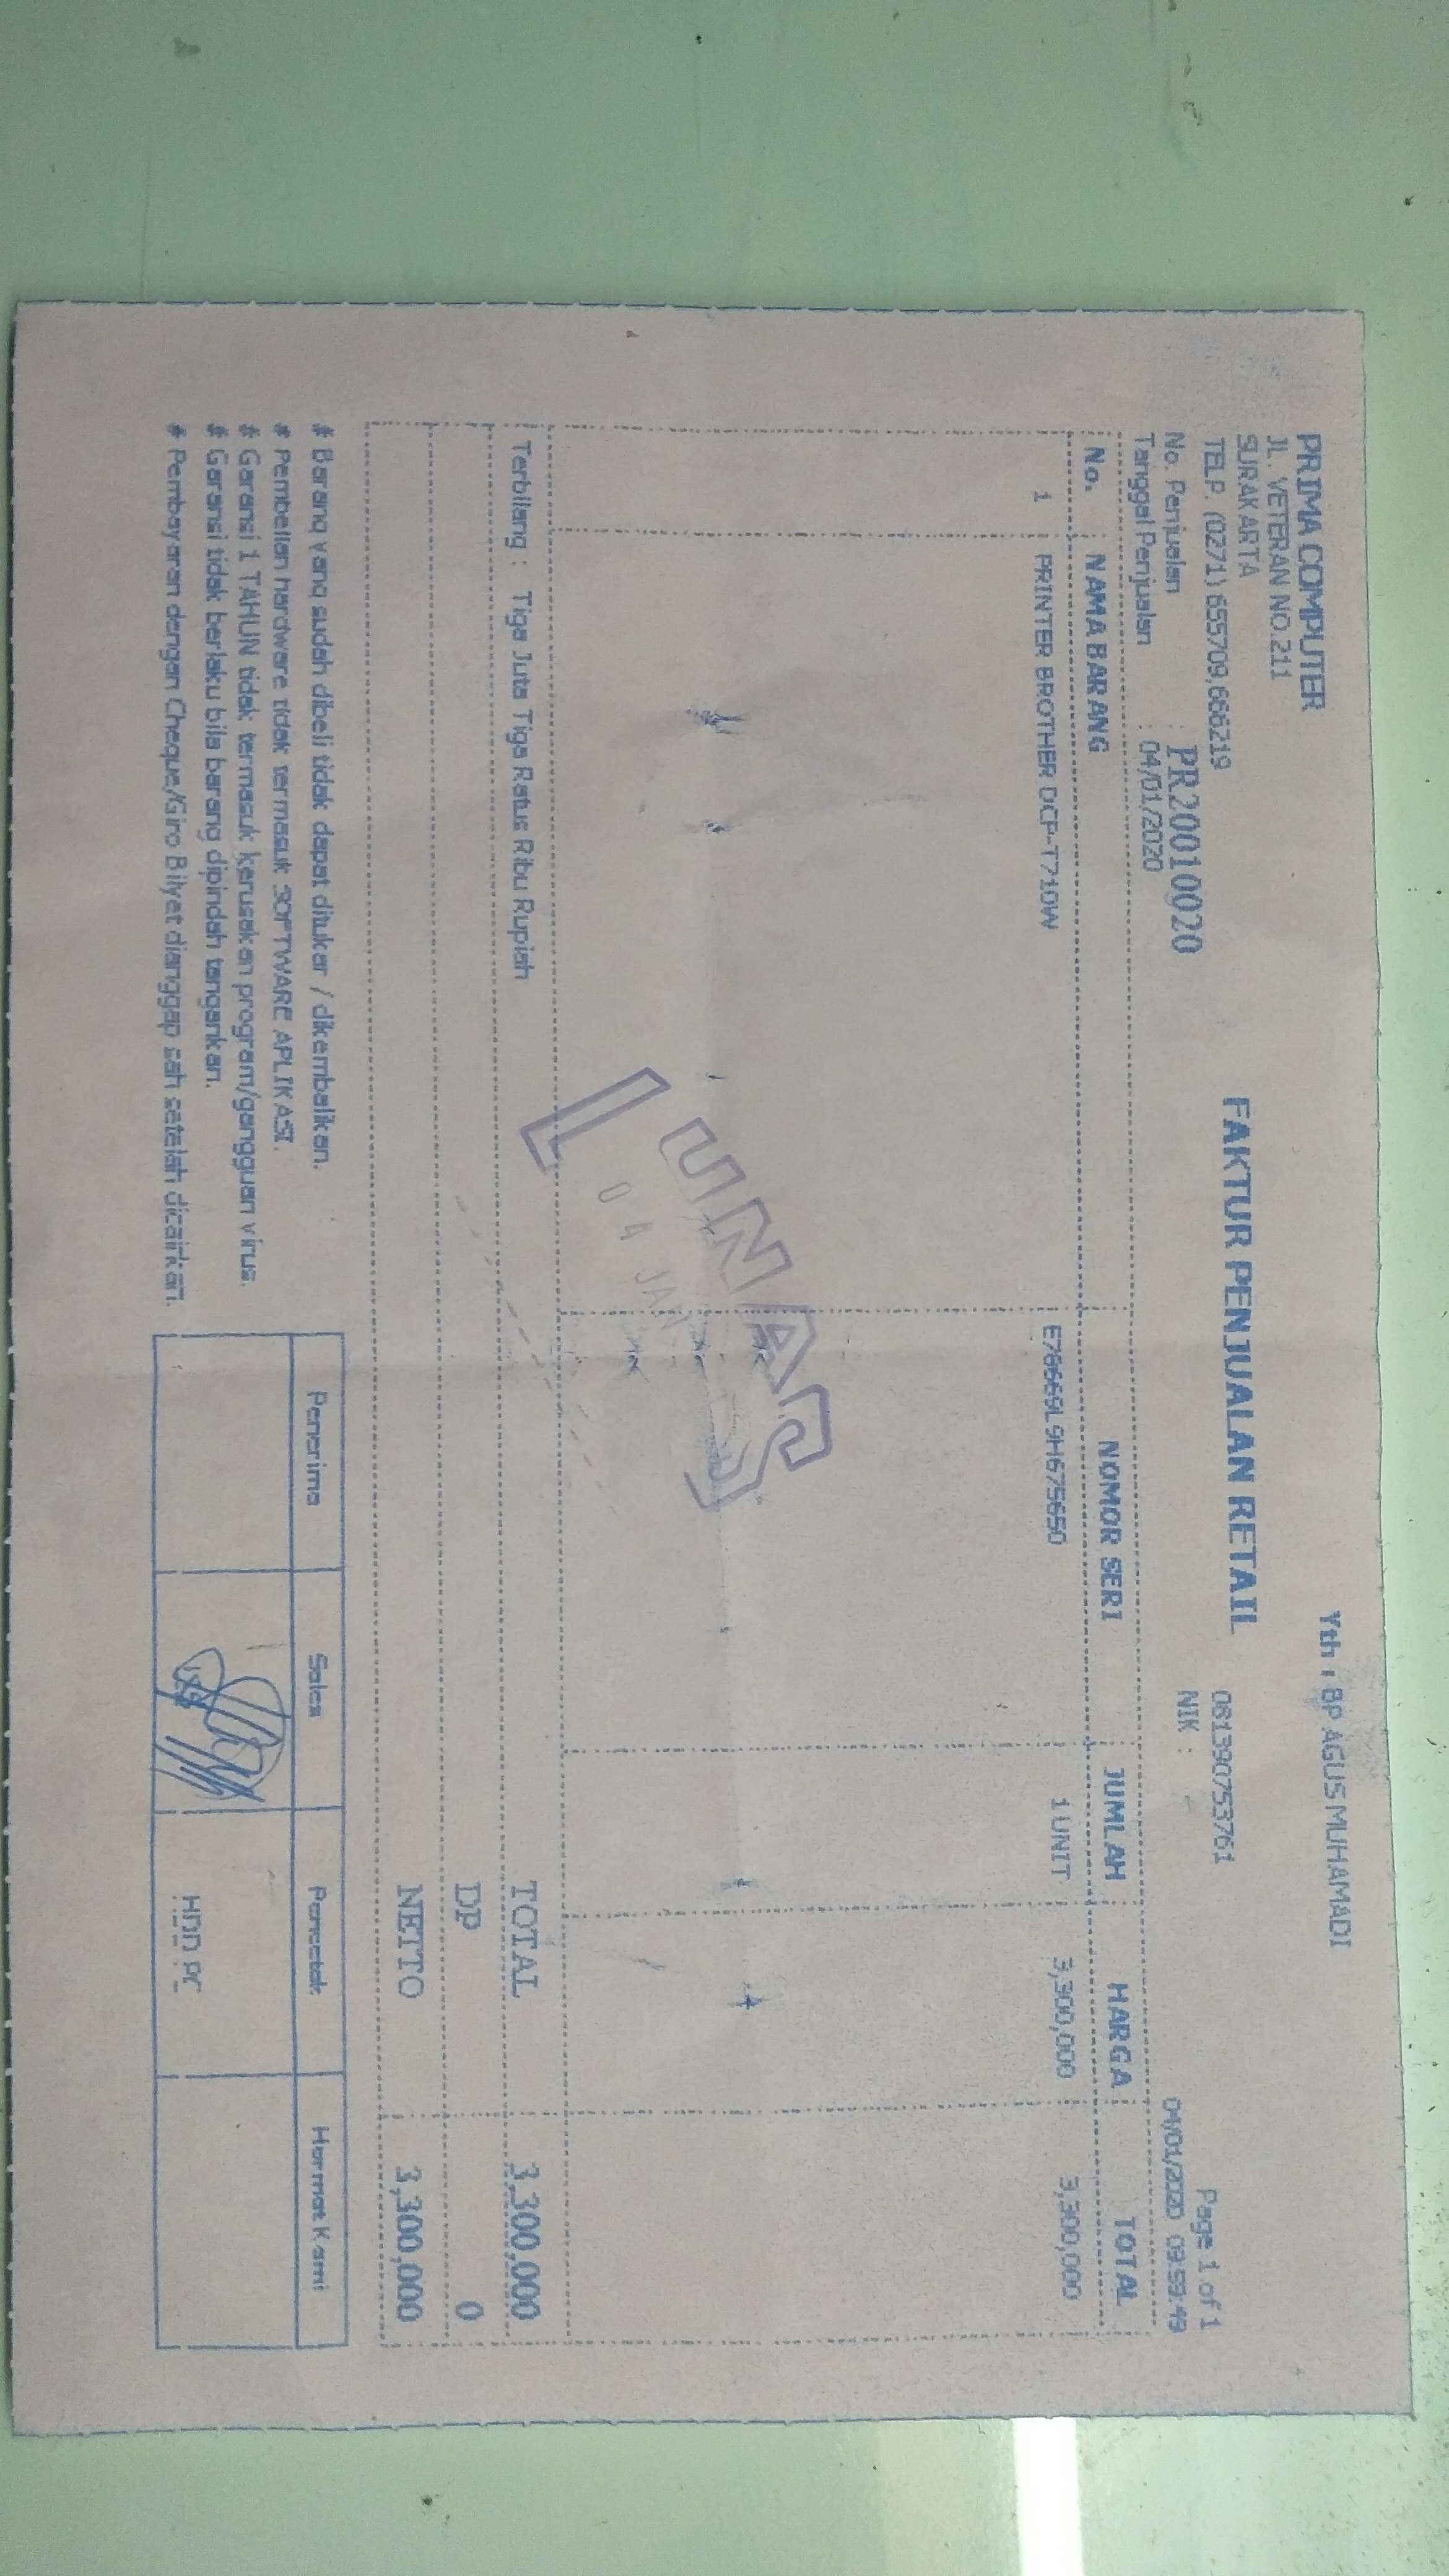 PRIMA COMPUTER
JL. VETERAN NO.211
SURAKARTA
TELP. (0271) 655709,666219
Yth : BP AGUS MUHAMADI
FAKTUR PENJUALAN RETAIL
081390753761
NIK : -
Page 1 of 1
No. Penjualan : PR20010020
04/01/2020 09:53:49
Tanggal Penjualan : 04/01/2020
No. NAMA BARANG NOMOR SERI JUMLAH HARGA TOTAL
1 PRINTER BROTHER DCP-T710W E78669L9H675650 1 UNIT 3,300,000 3,300,000
LUNAS
04 JAN
Terbilang : Tiga Juta Tiga Ratus Ribu Rupiah
TOTAL 3,300,000
DP 0
NETTO 3,300,000
# Barang yang sudah dibeli tidak dapat ditukar / dikembalikan.
# Pembelian hardware tidak termasuk SOFTWARE APLIKASI.
# Garansi 1 TAHUN tidak termasuk kerusakan program/gangguan virus.
# Garansi tidak berlaku bila barang dipindah tangankan.
# Pembayaran dengan Cheque/Giro Bilyet dianggap sah setelah dicairkan.
Penerima Sales Pencetak Hormat Kami
HDD PC